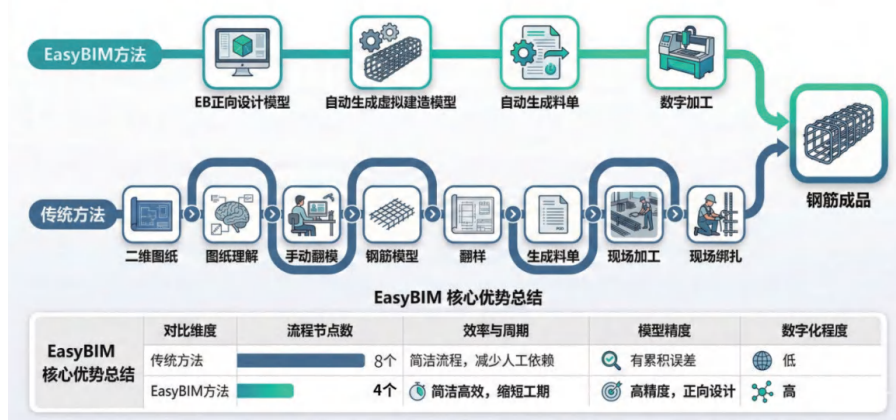 EasyBIM方法
EB正向设计模型
自动生成虚拟建造模型
自动生成料单
数字加工
钢筋成品
传统方法
二维图纸
图纸理解
手动翻模
钢筋模型
翻样
生成料单
现场加工
现场绑扎
EasyBIM 核心优势总结
EasyBIM
核心优势总结
对比维度 流程节点数 效率与周期 模型精度 数字化程度
传统方法 8个 简洁流程，减少人工依赖 有累积误差 低
EasyBIM方法 4个 简洁高效，缩短工期 高精度，正向设计 高